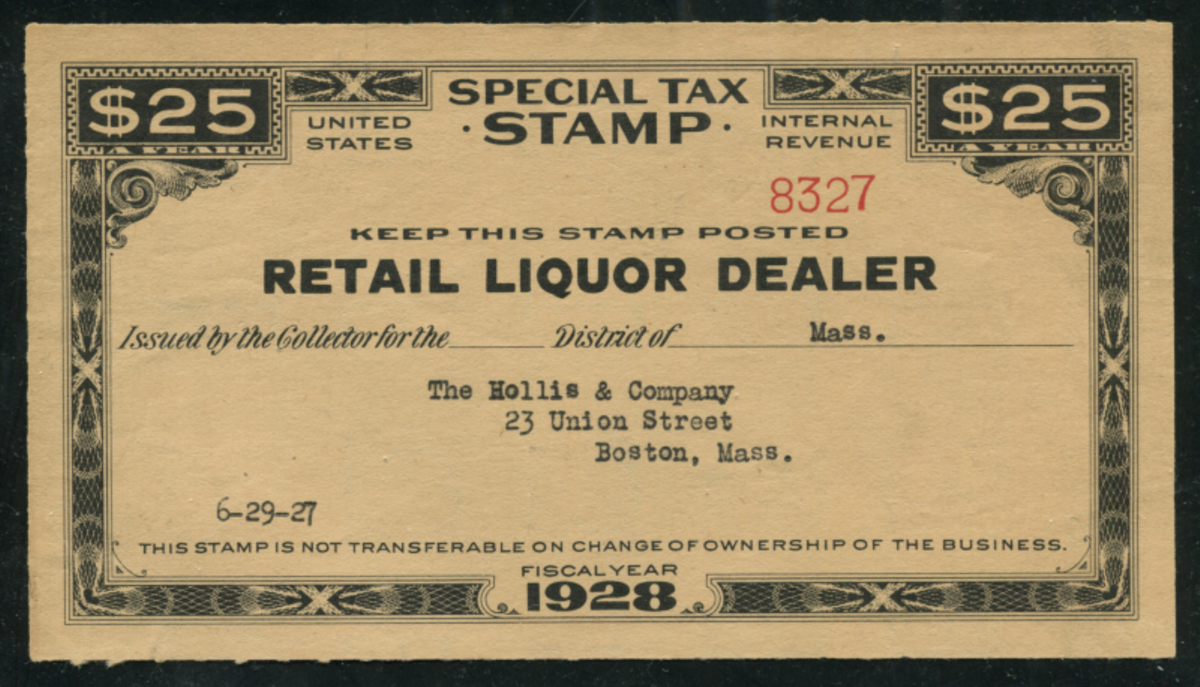 $25
A YEAR
UNITED STATES
SPECIAL TAX
· STAMP ·
INTERNAL REVENUE
$25
A YEAR
8327
KEEP THIS STAMP POSTED
RETAIL LIQUOR DEALER
Issued by the Collector for the District of Mass.
The Hollis & Company
23 Union Street
Boston, Mass.
6-29-27
THIS STAMP IS NOT TRANSFERABLE ON CHANGE OF OWNERSHIP OF THE BUSINESS.
FISCAL YEAR
1928